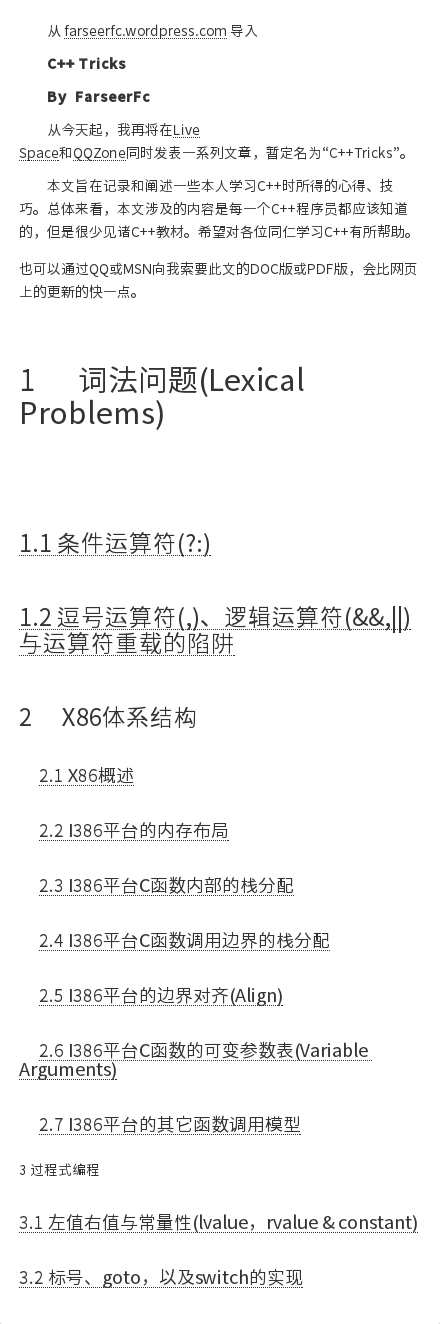 从 farseerfc.wordpress.com 导入
C++ Tricks
By FarseerFc
从今天起，我再将在Live
Space和QQZone同时发表一系列文章，暂定名为“C++Tricks”。
本文旨在记录和阐述一些本人学习C++时所得的心得、技
巧。总体来看，本文涉及的内容是每一个C++程序员都应该知道
的，但是很少见诸C++教材。希望对各位同仁学习C++有所帮助。
也可以通过QQ或MSN向我索要此文的DOC版或PDF版，会比网页
上的更新的快一点。
1 词法问题(Lexical
Problems)
1.1 条件运算符(?:)
1.2 逗号运算符(,)、逻辑运算符(&&,||)
与运算符重载的陷阱
2 X86体系结构
2.1 X86概述
2.2 I386平台的内存布局
2.3 I386平台C函数内部的栈分配
2.4 I386平台C函数调用边界的栈分配
2.5 I386平台的边界对齐(Align)
2.6 I386平台C函数的可变参数表(Variable
Arguments)
2.7 I386平台的其它函数调用模型
3 过程式编程
3.1 左值右值与常量性(lvalue，rvalue & constant)
3.2 标号、goto，以及switch的实现